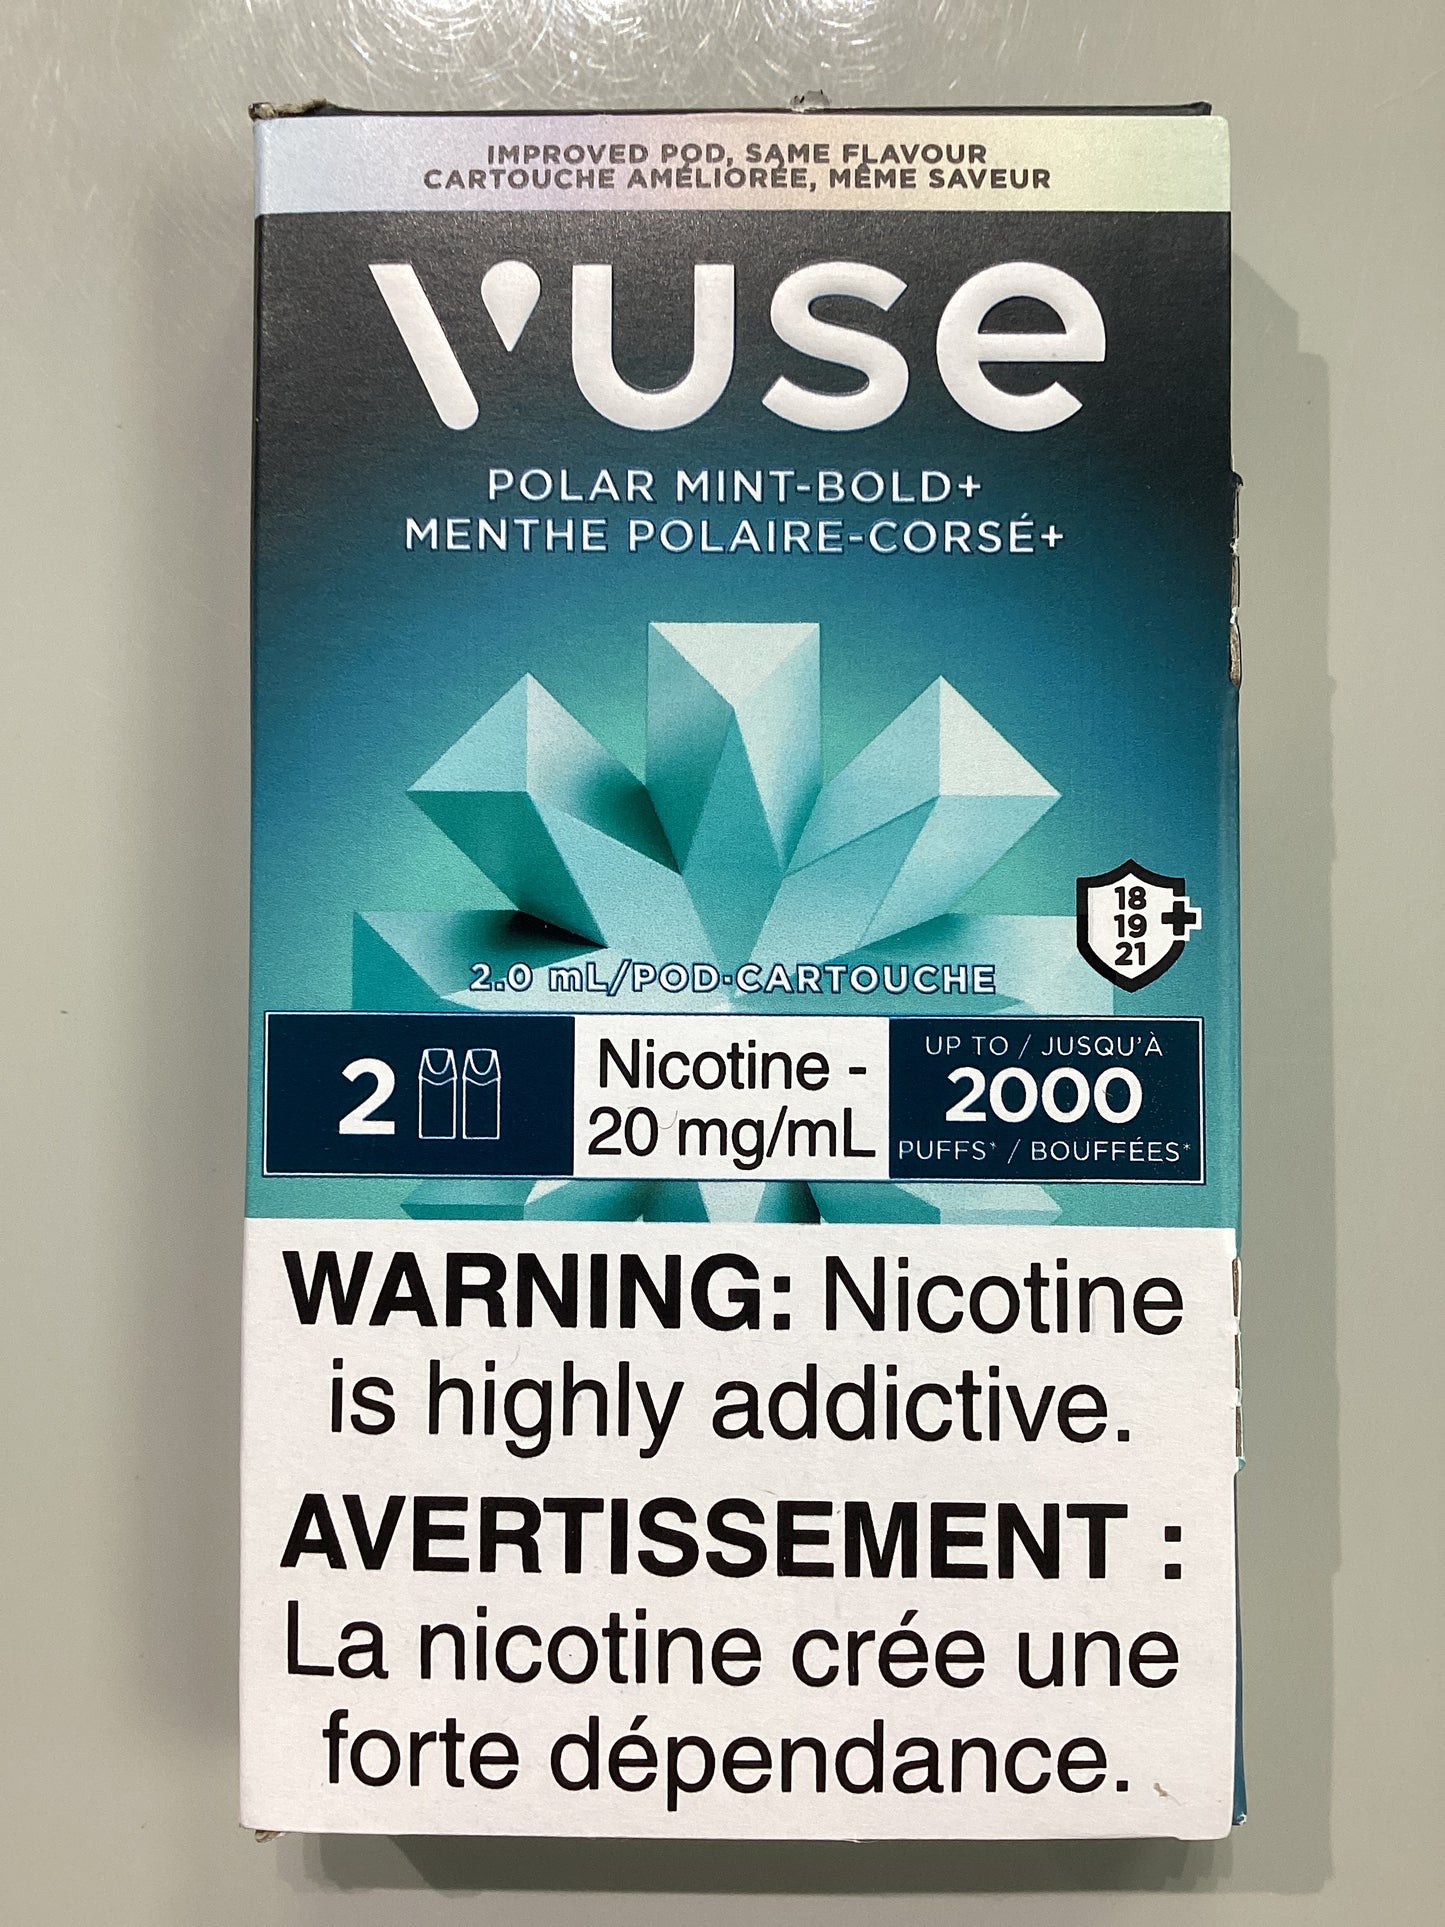 IMPROVED POD, SAME FLAVOUR
CARTOUCHE AMÉLIORÉE, MÊME SAVEUR
vuse
POLAR MINT-BOLD+
MENTHE POLAIRE-CORSÉ+
18
19
21
+
2.0 mL/POD·CARTOUCHE
2
Nicotine -
20 mg/mL
UP TO / JUSQU'À
2000
PUFFS* / BOUFFÉES*
WARNING: Nicotine
is highly addictive.
AVERTISSEMENT :
La nicotine crée une
forte dépendance.